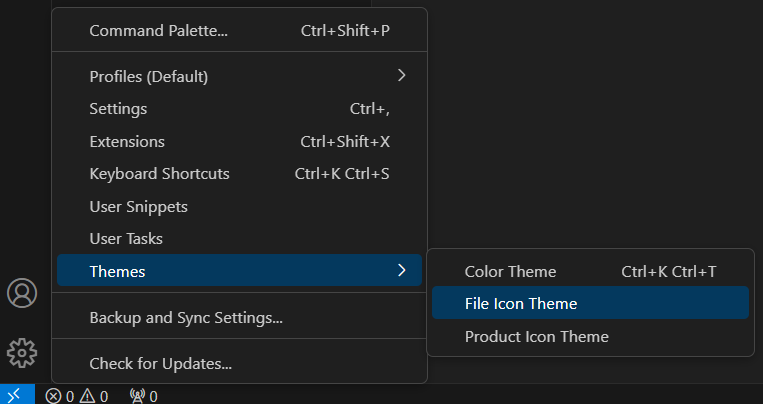 Command Palette... Ctrl+Shift+P
Profiles (Default)
Settings Ctrl+,
Extensions Ctrl+Shift+X
Keyboard Shortcuts Ctrl+K Ctrl+S
User Snippets
User Tasks
Themes
Color Theme Ctrl+K Ctrl+T
File Icon Theme
Product Icon Theme
Backup and Sync Settings...
Check for Updates...
0 0 0